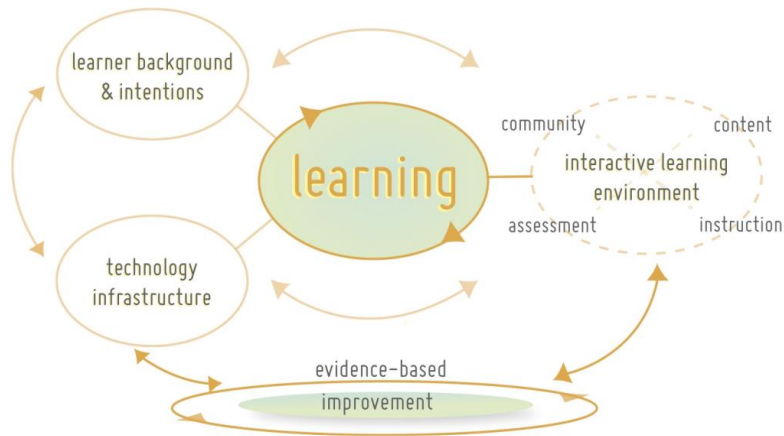 learner background
& intentions
learning
community
content
interactive learning
environment
assessment
instruction
technology
infrastructure
evidence-based
improvement